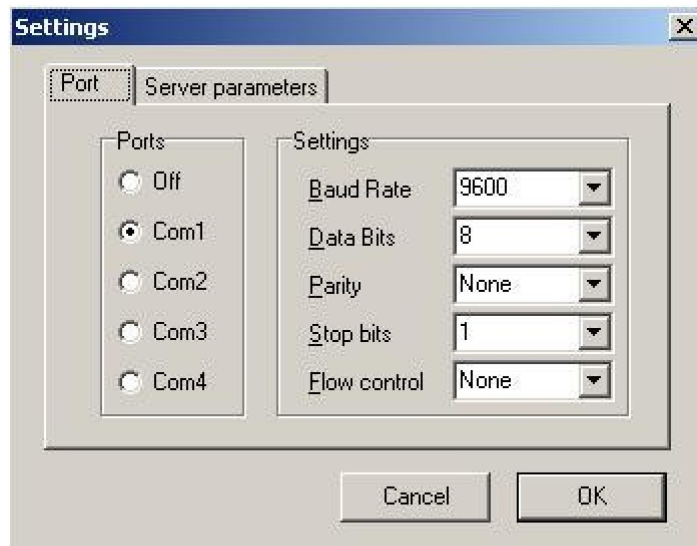 Settings
Port
Server parameters
Ports
Off
Com1
Com2
Com3
Com4
Settings
Baud Rate 9600
Data Bits 8
Parity None
Stop bits 1
Flow control None
Cancel
OK